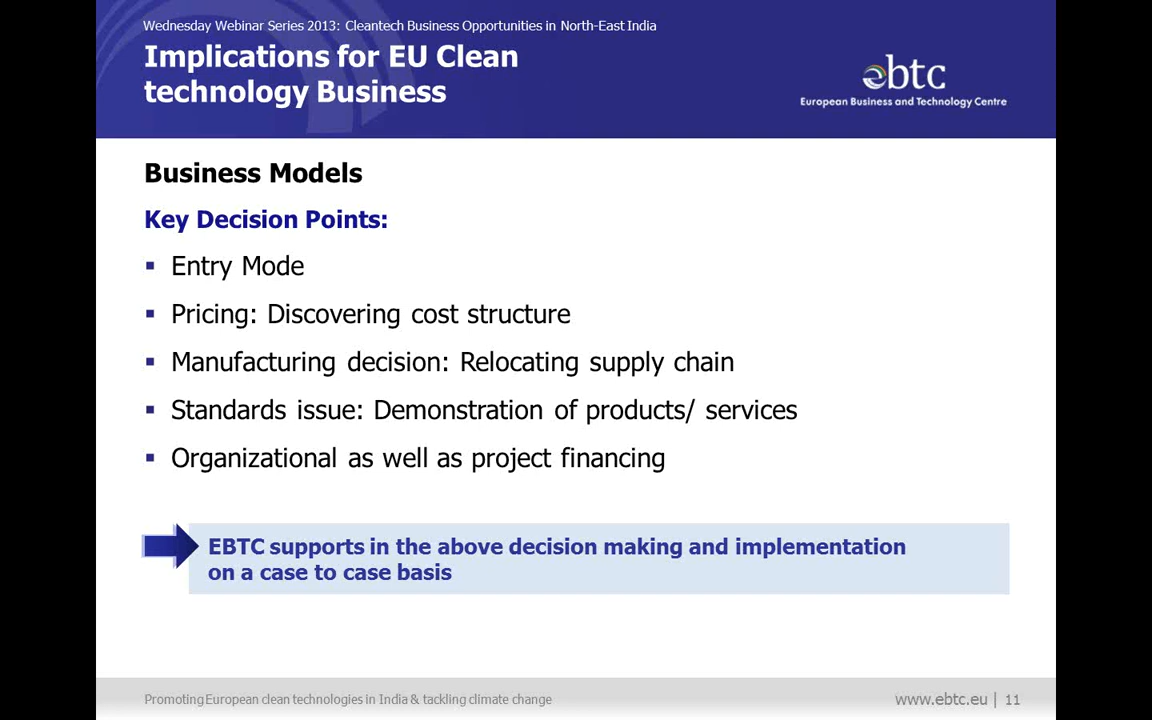 Wednesday Webinar Series 2013: Cleantech Business Opportunities in North-East India
Implications for EU Clean
technology Business
ebtc
European Business and Technology Centre
Business Models
Key Decision Points:
▪ Entry Mode
▪ Pricing: Discovering cost structure
▪ Manufacturing decision: Relocating supply chain
▪ Standards issue: Demonstration of products/ services
▪ Organizational as well as project financing
EBTC supports in the above decision making and implementation
on a case to case basis
Promoting European clean technologies in India & tackling climate change
www.ebtc.eu | 11